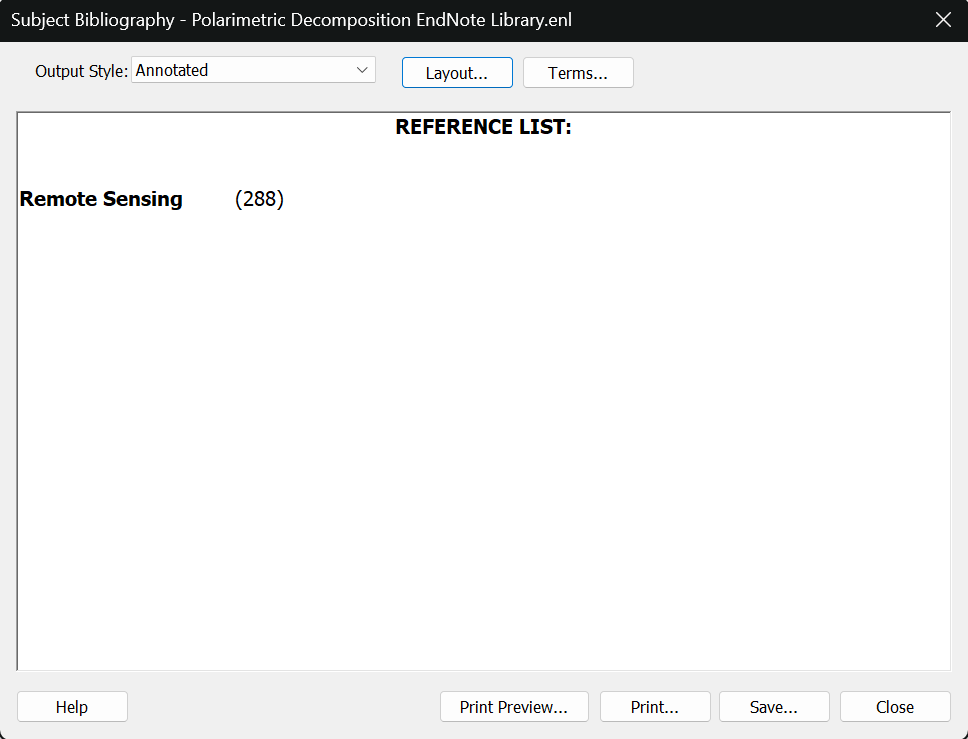 Subject Bibliography - Polarimetric Decomposition EndNote Library.enl
Output Style: Annotated Layout... Terms...
REFERENCE LIST:
Remote Sensing (288)
Help Print Preview... Print... Save... Close